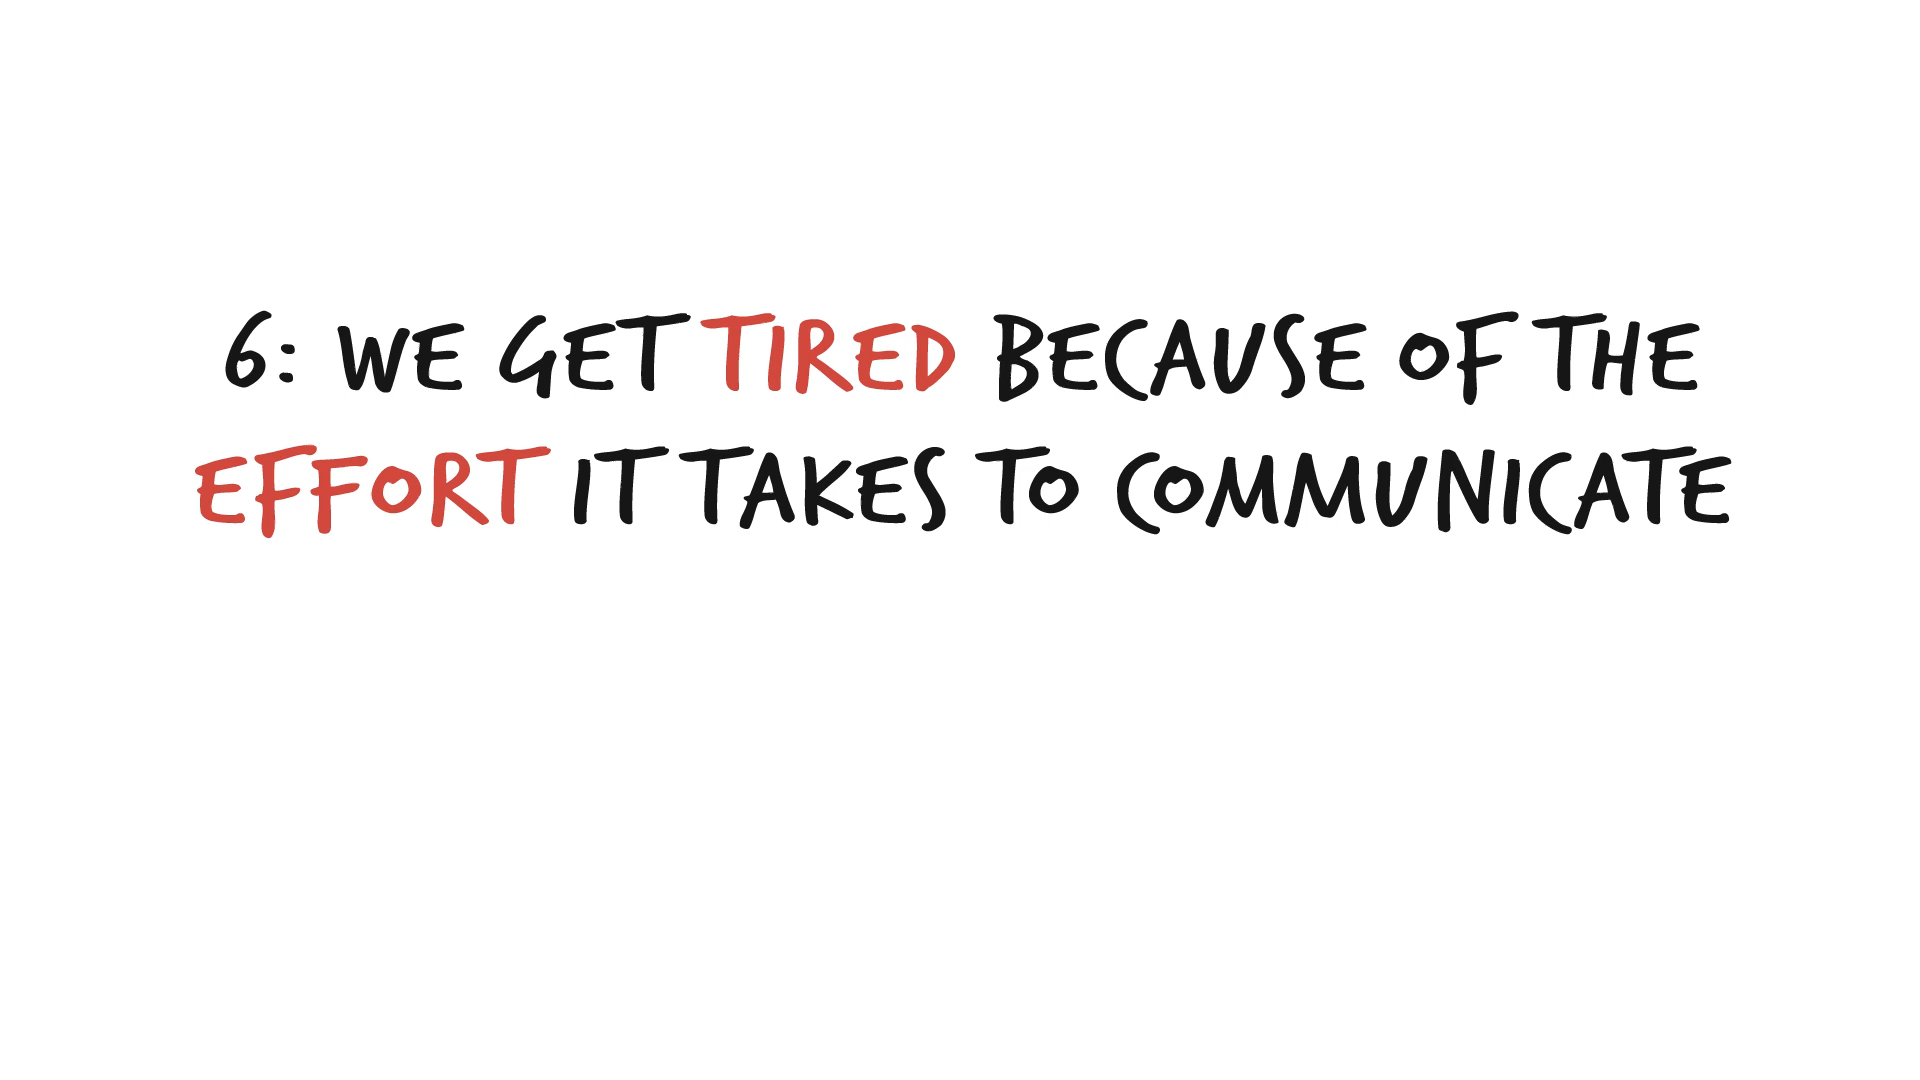 6: WE GET TIRED BECAUSE OF THE
EFFORT IT TAKES TO COMMUNICATE